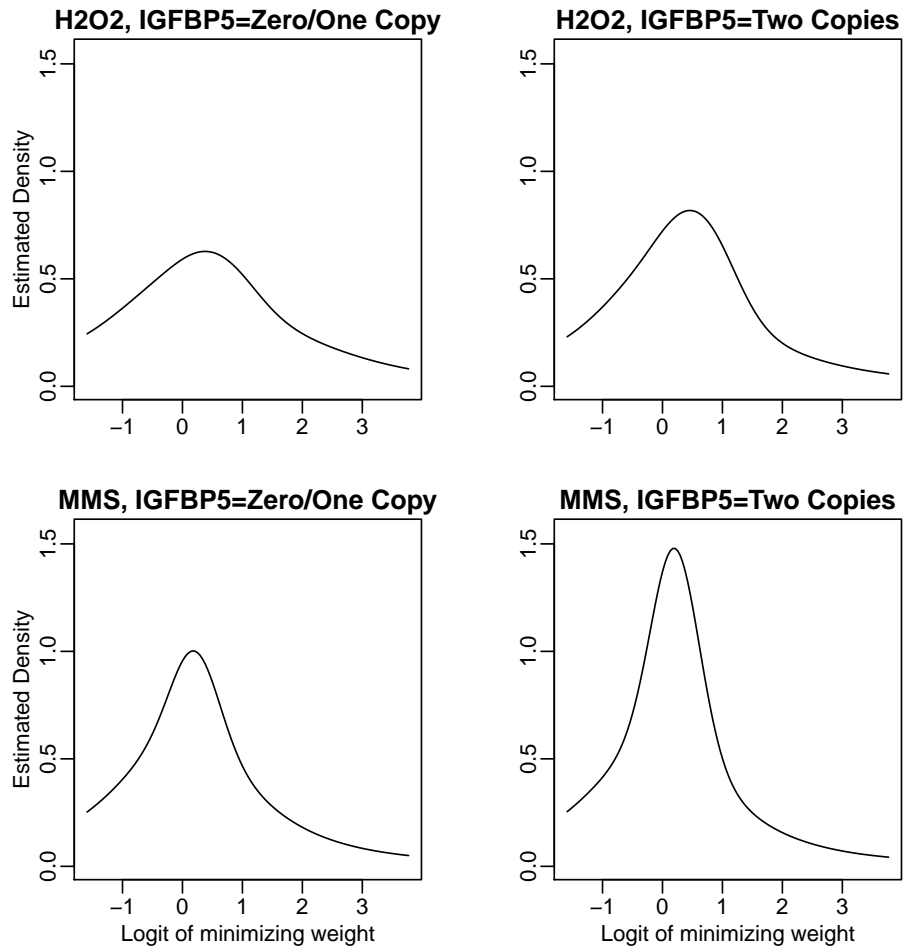 H2O2, IGFBP5=Zero/One Copy
H2O2, IGFBP5=Two Copies
Estimated Density
0.0 0.5 1.0 1.5
0.0 0.5 1.0 1.5
−1 0 1 2 3
−1 0 1 2 3
MMS, IGFBP5=Zero/One Copy
MMS, IGFBP5=Two Copies
Estimated Density
0.0 0.5 1.0 1.5
0.0 0.5 1.0 1.5
−1 0 1 2 3
−1 0 1 2 3
Logit of minimizing weight
Logit of minimizing weight